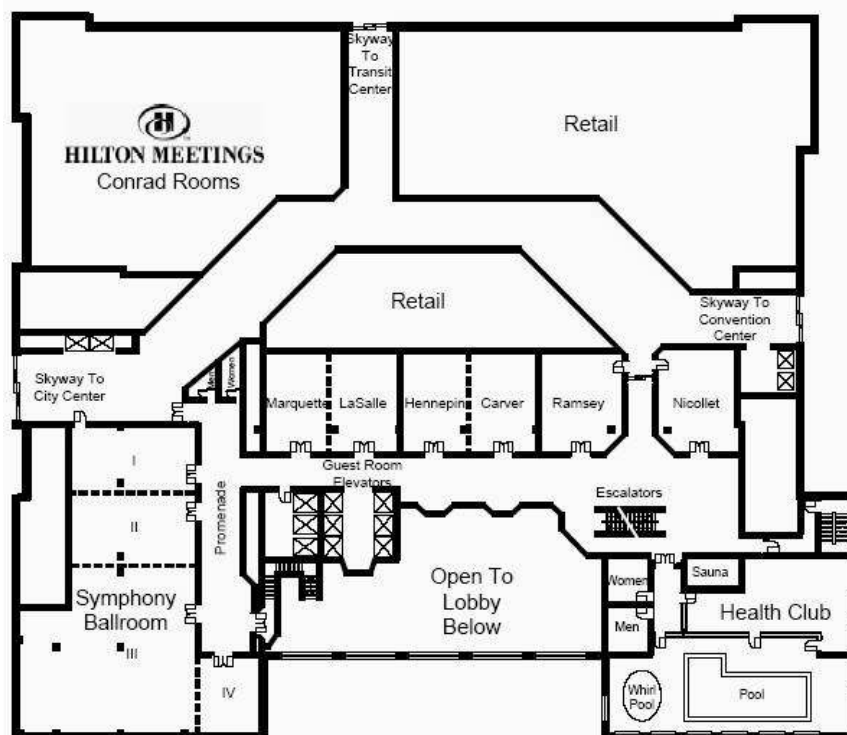 Skyway
To
Transit
Center
HILTON MEETINGS
Conrad Rooms
Retail
Retail
Skyway To
Convention
Center
Skyway To
City Center
Men
Women
Marquette
LaSalle
Hennepin
Carver
Ramsey
Nicollet
Guest Room
Elevators
Escalators
Promenade
I
II
Symphony
Ballroom
III
IV
Open To
Lobby
Below
Women
Men
Sauna
Health Club
Whirl
Pool
Pool